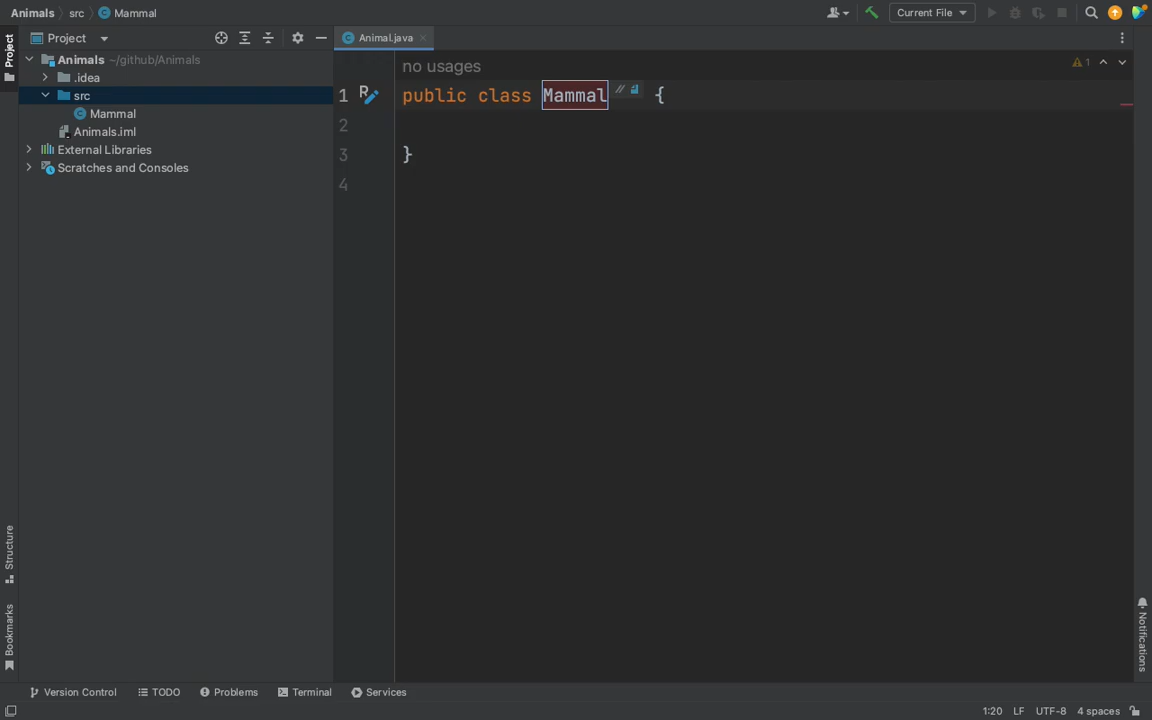 Animals src Mammal
Current File
Project
Project
Animals ~/github/Animals
.idea
src
Mammal
Animals.iml
External Libraries
Scratches and Consoles
Structure
Bookmarks
Animal.java
no usages
1
1 R public class Mammal {
2
3 }
4
Notifications
Version Control TODO Problems Terminal Services
1:20 LF UTF-8 4 spaces